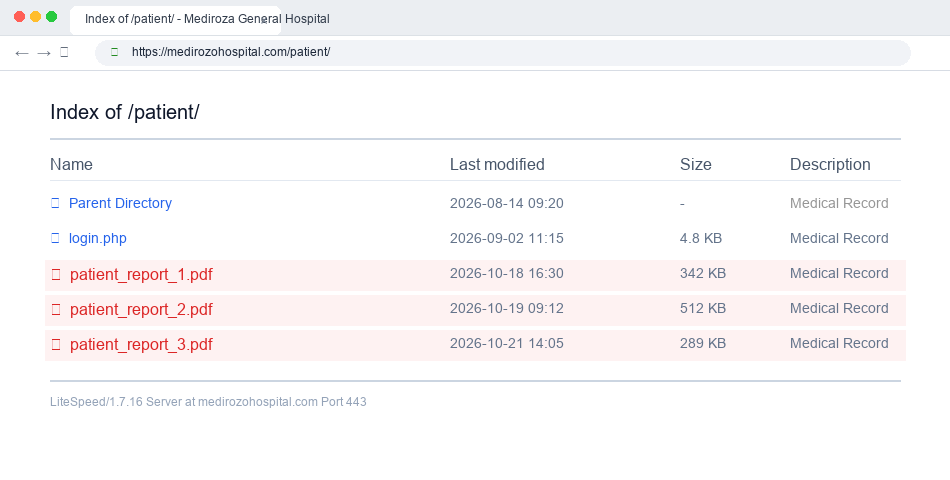 Index of /patient/ - Mediroza General Hospital
https://medirozohospital.com/patient/
Index of /patient/
Name Last modified Size Description
Parent Directory 2026-08-14 09:20 - Medical Record
login.php 2026-09-02 11:15 4.8 KB Medical Record
patient_report_1.pdf 2026-10-18 16:30 342 KB Medical Record
patient_report_2.pdf 2026-10-19 09:12 512 KB Medical Record
patient_report_3.pdf 2026-10-21 14:05 289 KB Medical Record
LiteSpeed/1.7.16 Server at medirozohospital.com Port 443